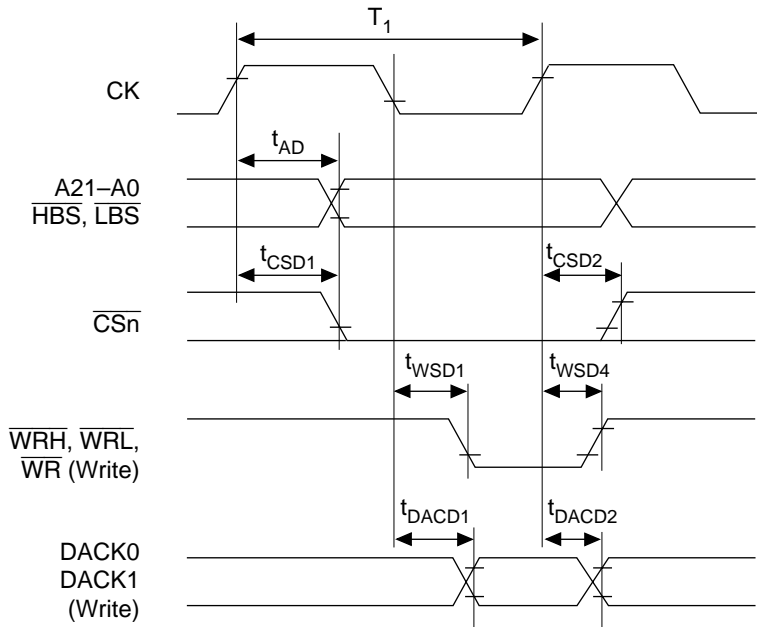 T1
CK
tAD
A21–A0
HBS, LBS
tCSD1
tCSD2
CSn
tWSD1
tWSD4
WRH, WRL,
WR (Write)
tDACD1
tDACD2
DACK0
DACK1
(Write)